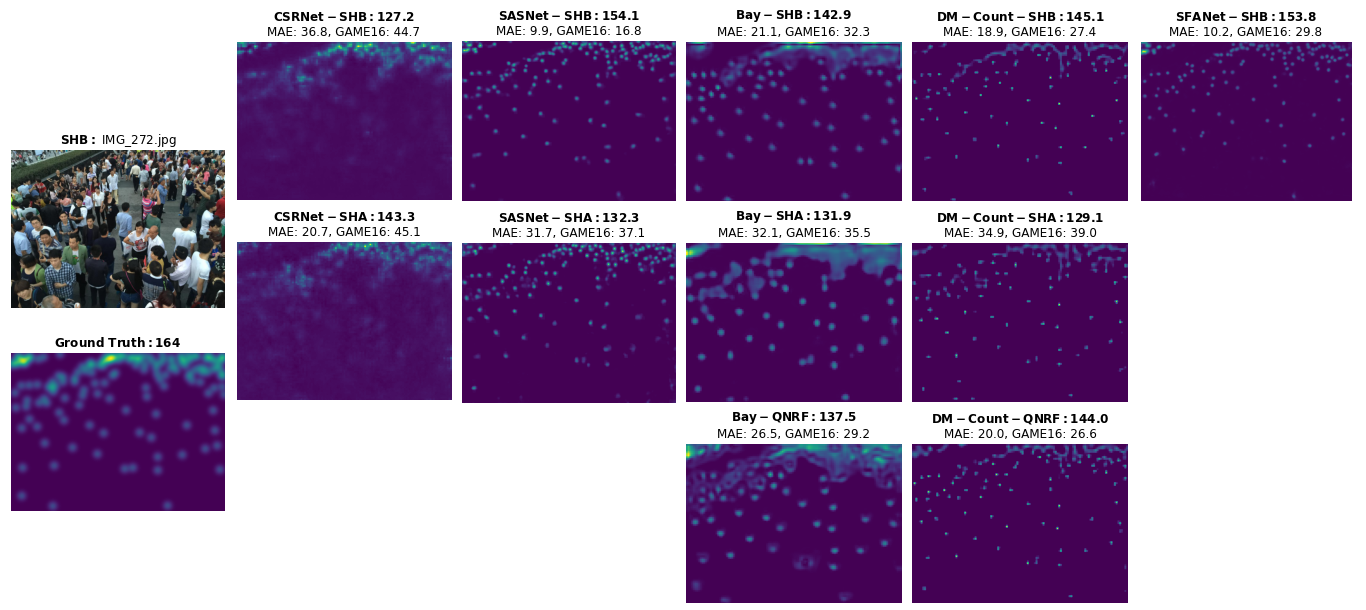 CSRNet − SHB : 127.2
MAE: 36.8, GAME16: 44.7
SASNet − SHB : 154.1
MAE: 9.9, GAME16: 16.8
Bay − SHB : 142.9
MAE: 21.1, GAME16: 32.3
DM − Count − SHB : 145.1
MAE: 18.9, GAME16: 27.4
SFANet − SHB : 153.8
MAE: 10.2, GAME16: 29.8
SHB : IMG_272.jpg
CSRNet − SHA : 143.3
MAE: 20.7, GAME16: 45.1
SASNet − SHA : 132.3
MAE: 31.7, GAME16: 37.1
Bay − SHA : 131.9
MAE: 32.1, GAME16: 35.5
DM − Count − SHA : 129.1
MAE: 34.9, GAME16: 39.0
Ground Truth : 164
Bay − QNRF : 137.5
MAE: 26.5, GAME16: 29.2
DM − Count − QNRF : 144.0
MAE: 20.0, GAME16: 26.6